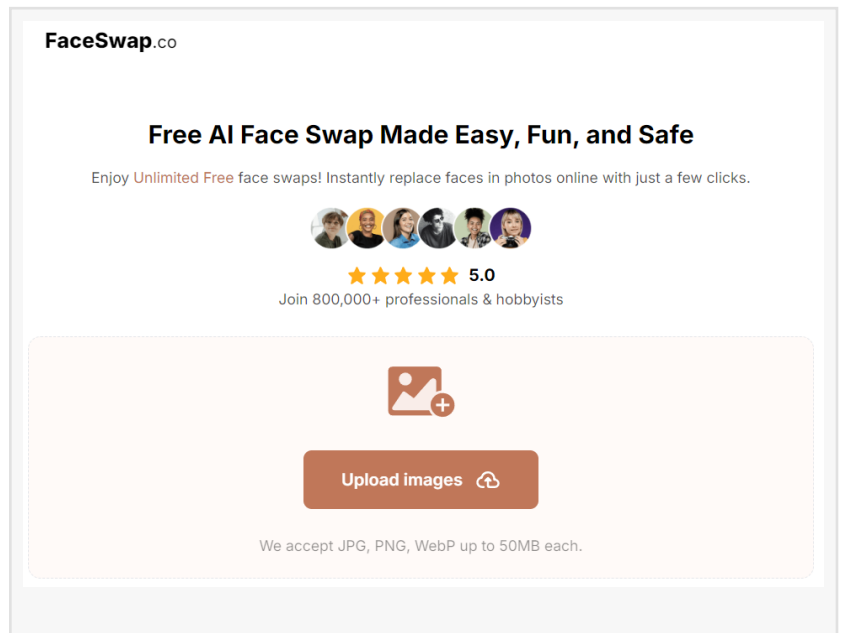 FaceSwap.co
Free AI Face Swap Made Easy, Fun, and Safe
Enjoy Unlimited Free face swaps! Instantly replace faces in photos online with just a few clicks.
5.0
Join 800,000+ professionals & hobbyists
Upload images
We accept JPG, PNG, WebP up to 50MB each.